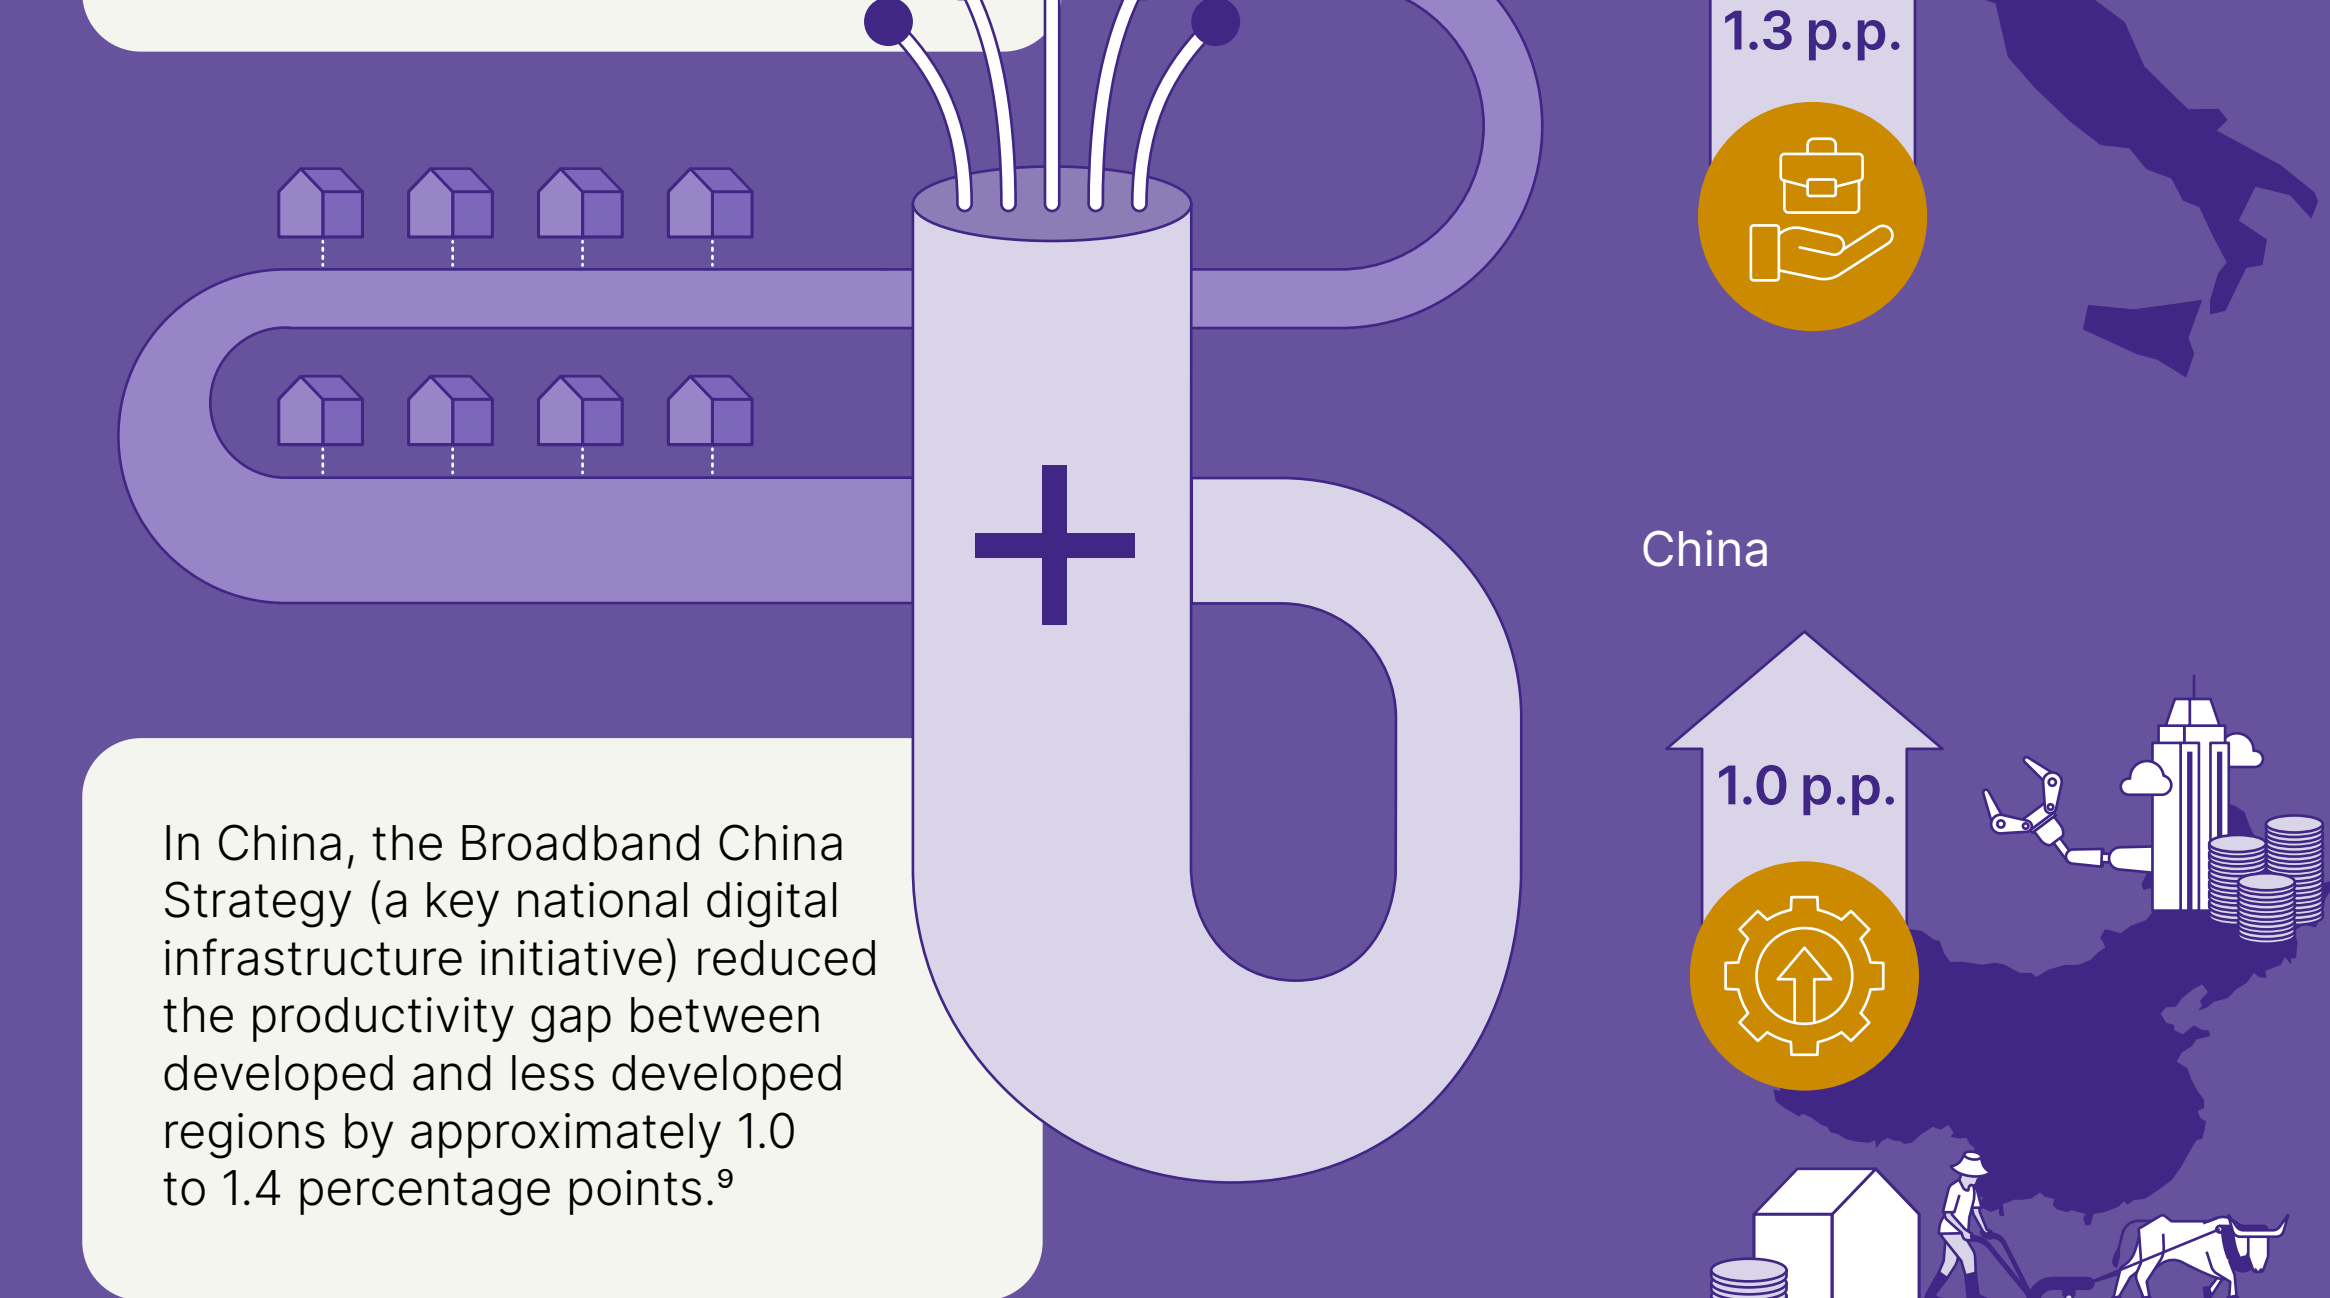 1.3 p.p.
China
1.0 p.p.
In China, the Broadband China
Strategy (a key national digital
infrastructure initiative) reduced
the productivity gap between
developed and less developed
regions by approximately 1.0
to 1.4 percentage points.⁹